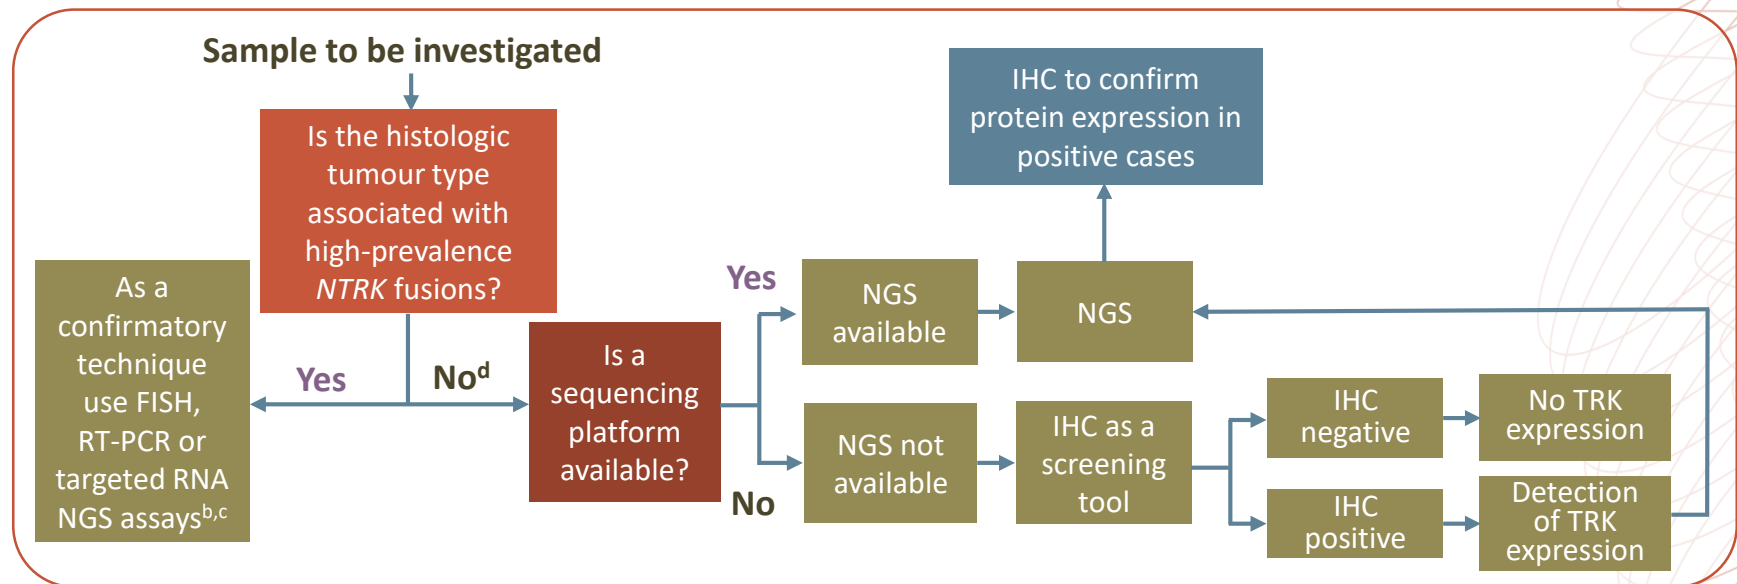 Sample to be investigated
Is the histologic
tumour type
associated with
high-prevalence
NTRK fusions?
Yes
Noᵈ
As a
confirmatory
technique
use FISH,
RT-PCR or
targeted RNA
NGS assaysᵇ,ᶜ
Is a
sequencing
platform
available?
Yes
No
NGS
available
NGS
IHC to confirm
protein expression in
positive cases
NGS not
available
IHC as a
screening
tool
IHC
negative
No TRK
expression
IHC
positive
Detection
of TRK
expression